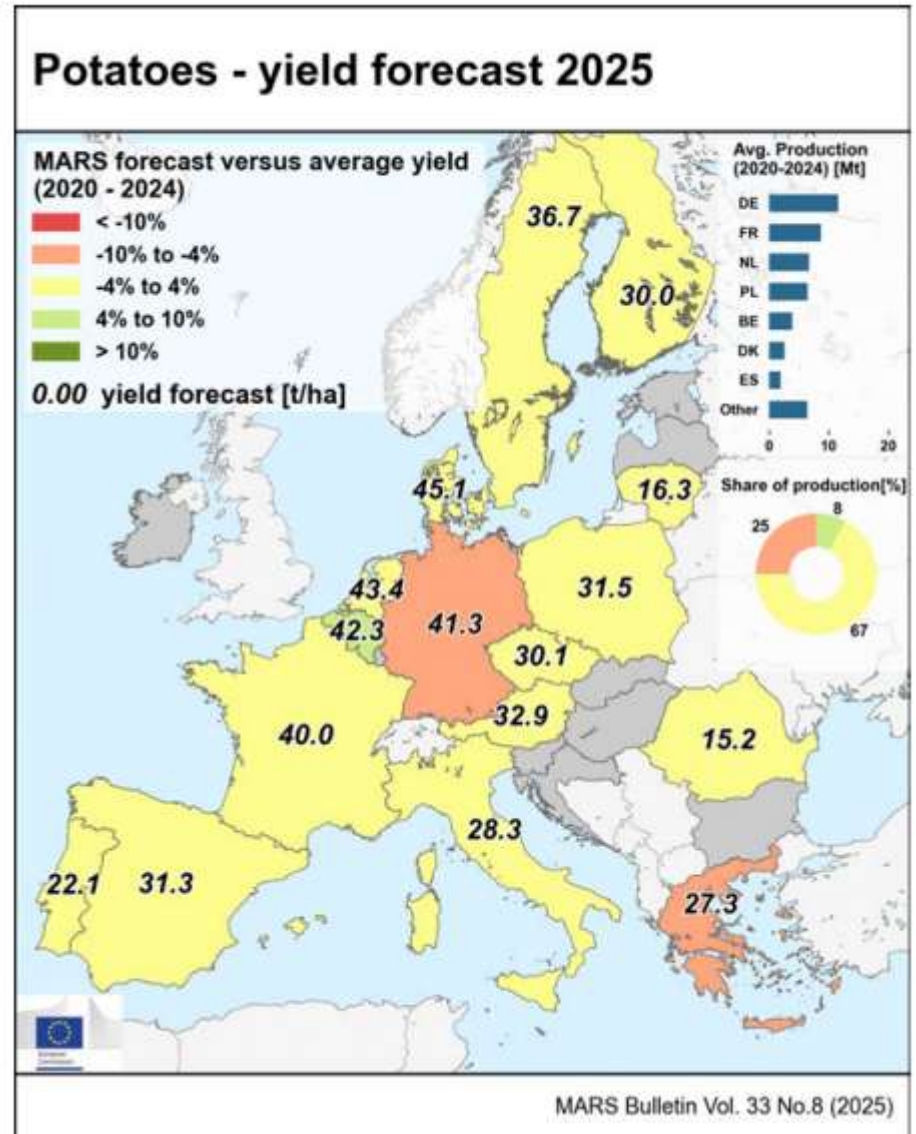 Potatoes - yield forecast 2025
MARS forecast versus average yield
(2020 - 2024)
< -10%
-10% to -4%
-4% to 4%
4% to 10%
> 10%
0.00 yield forecast [t/ha]
Avg. Production
(2020-2024) [Mt]
DE
FR
NL
PL
BE
DK
ES
Other
0 10 20
Share of production[%]
8
25
67
36.7
30.0
45.1
16.3
43.4
42.3
41.3
31.5
30.1
32.9
40.0
15.2
28.3
22.1
31.3
27.3
European
Commission
MARS Bulletin Vol. 33 No.8 (2025)